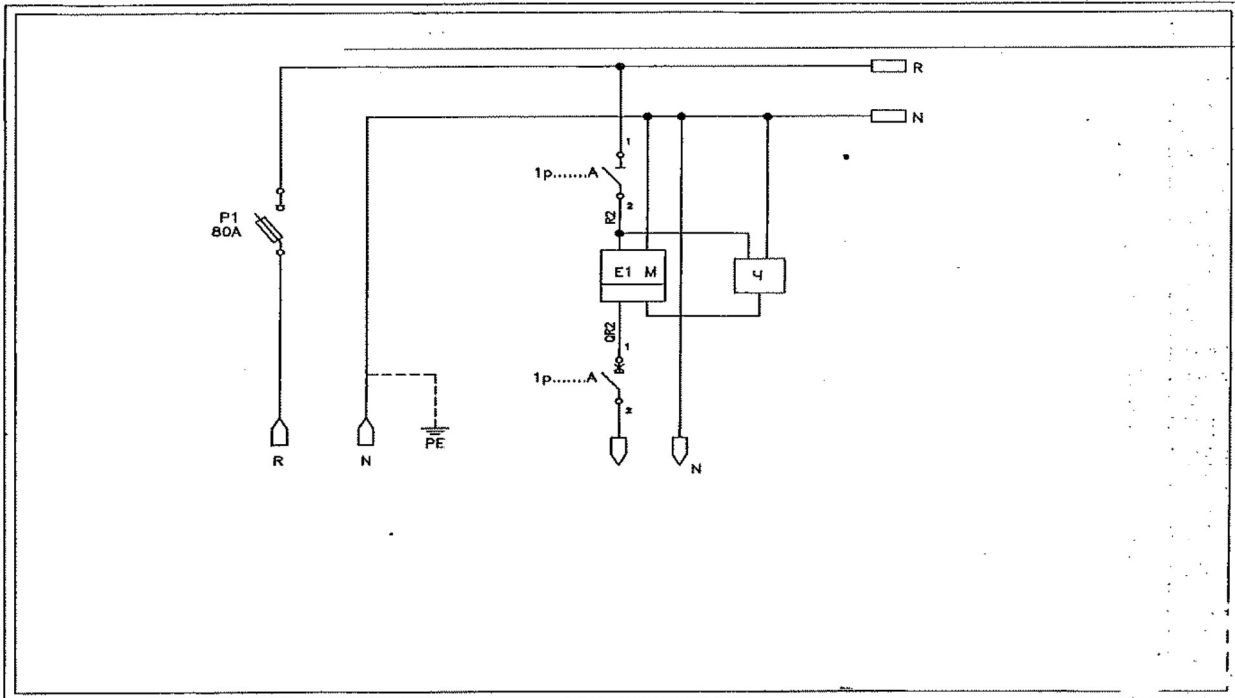 R
N
1
1p.......A
2
R2
P1
80A
E1 M
Ч
QR2
1
1p.......A
2
R
N
PE
N